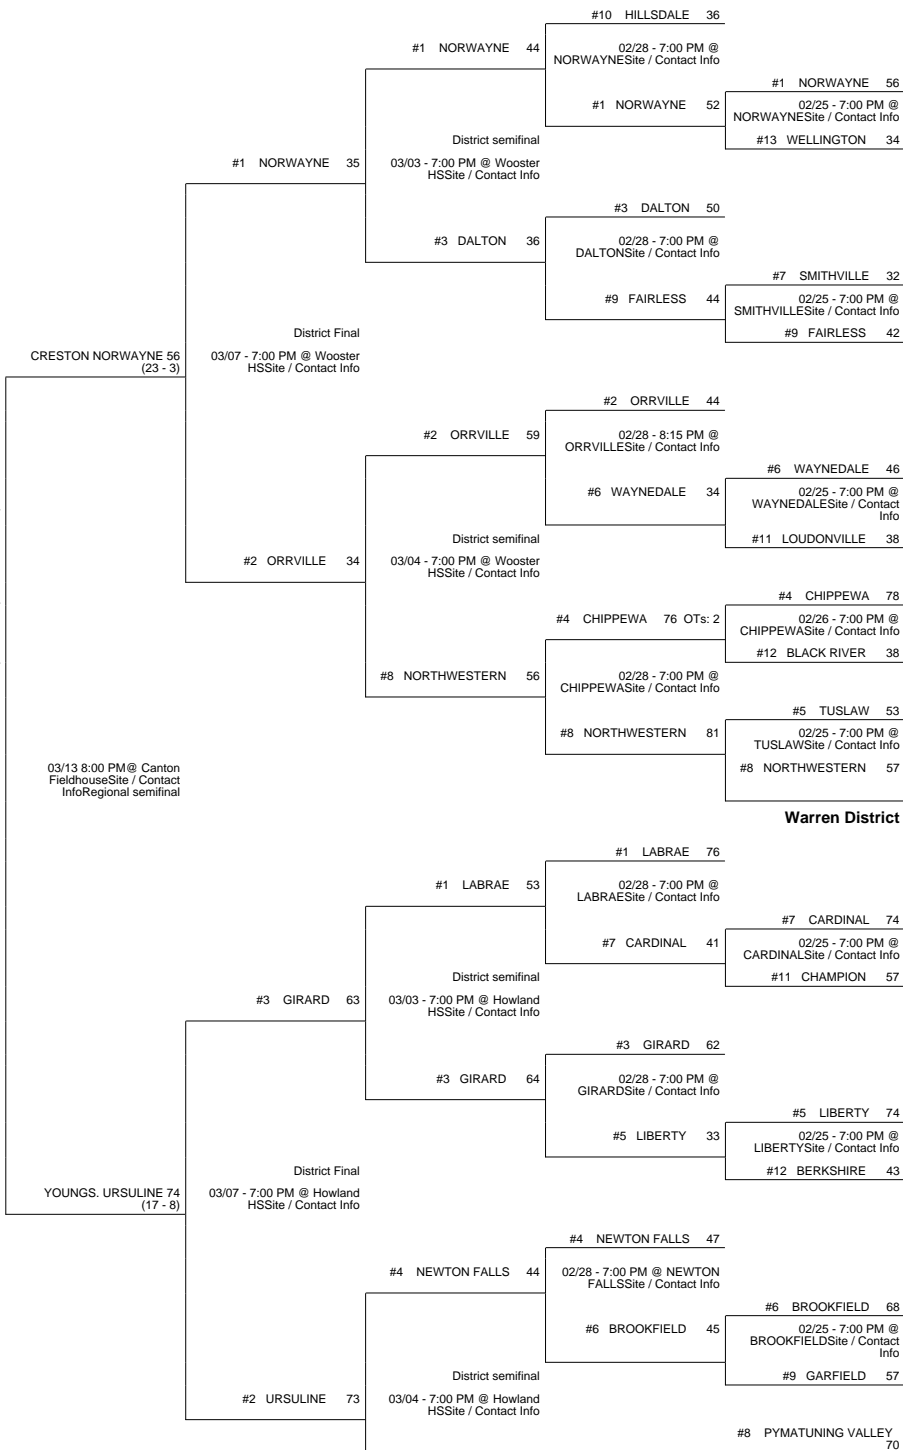 #10 HILLSDALE 36
#1 NORWAYNE 44
02/28 - 7:00 PM @
NORWAYNESite / Contact Info
#1 NORWAYNE 56
#1 NORWAYNE 52
02/25 - 7:00 PM @
NORWAYNESite / Contact Info
District semifinal
#13 WELLINGTON 34
#1 NORWAYNE 35
03/03 - 7:00 PM @ Wooster
HSSite / Contact Info
#3 DALTON 50
#3 DALTON 36
02/28 - 7:00 PM @
DALTONSite / Contact Info
#7 SMITHVILLE 32
#9 FAIRLESS 44
02/25 - 7:00 PM @
SMITHVILLESite / Contact Info
District Final
#9 FAIRLESS 42
CRESTON NORWAYNE 56
(23 - 3)
03/07 - 7:00 PM @ Wooster
HSSite / Contact Info
#2 ORRVILLE 44
#2 ORRVILLE 59
02/28 - 8:15 PM @
ORRVILLESite / Contact Info
#6 WAYNEDALE 46
#6 WAYNEDALE 34
02/25 - 7:00 PM @
WAYNEDALESite / Contact
Info
District semifinal
#11 LOUDONVILLE 38
#2 ORRVILLE 34
03/04 - 7:00 PM @ Wooster
HSSite / Contact Info
#4 CHIPPEWA 78
#4 CHIPPEWA 76 OTs: 2
02/26 - 7:00 PM @
CHIPPEWASite / Contact Info
#12 BLACK RIVER 38
#8 NORTHWESTERN 56
02/28 - 7:00 PM @
CHIPPEWASite / Contact Info
#5 TUSLAW 53
#8 NORTHWESTERN 81
02/25 - 7:00 PM @
TUSLAWSite / Contact Info
#8 NORTHWESTERN 57
03/13 8:00 PM@ Canton
FieldhouseSite / Contact
InfoRegional semifinal
Warren District
#1 LABRAE 76
#1 LABRAE 53
02/28 - 7:00 PM @
LABRAESite / Contact Info
#7 CARDINAL 74
#7 CARDINAL 41
02/25 - 7:00 PM @
CARDINALSite / Contact Info
District semifinal
#11 CHAMPION 57
#3 GIRARD 63
03/03 - 7:00 PM @ Howland
HSSite / Contact Info
#3 GIRARD 62
#3 GIRARD 64
02/28 - 7:00 PM @
GIRARDSite / Contact Info
#5 LIBERTY 74
#5 LIBERTY 33
02/25 - 7:00 PM @
LIBERTYSite / Contact Info
District Final
#12 BERKSHIRE 43
YOUNGS. URSULINE 74
(17 - 8)
03/07 - 7:00 PM @ Howland
HSSite / Contact Info
#4 NEWTON FALLS 47
#4 NEWTON FALLS 44
02/28 - 7:00 PM @ NEWTON
FALLSSite / Contact Info
#6 BROOKFIELD 68
#6 BROOKFIELD 45
02/25 - 7:00 PM @
BROOKFIELDSite / Contact
Info
District semifinal
#9 GARFIELD 57
#2 URSULINE 73
03/04 - 7:00 PM @ Howland
HSSite / Contact Info
#8 PYMATUNING VALLEY
70